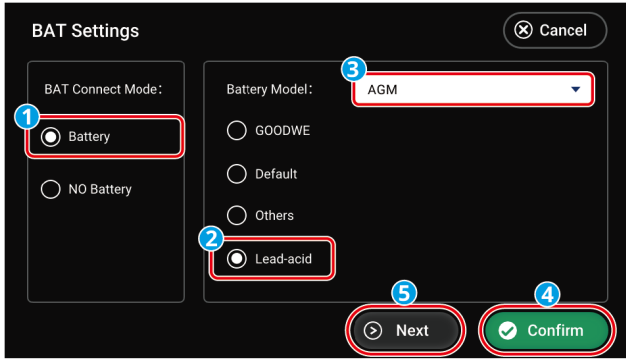 BAT Settings
Cancel
BAT Connect Mode:
1
Battery
NO Battery
Battery Model:
3
AGM
GOODWE
Default
Others
2
Lead-acid
5
Next
4
Confirm